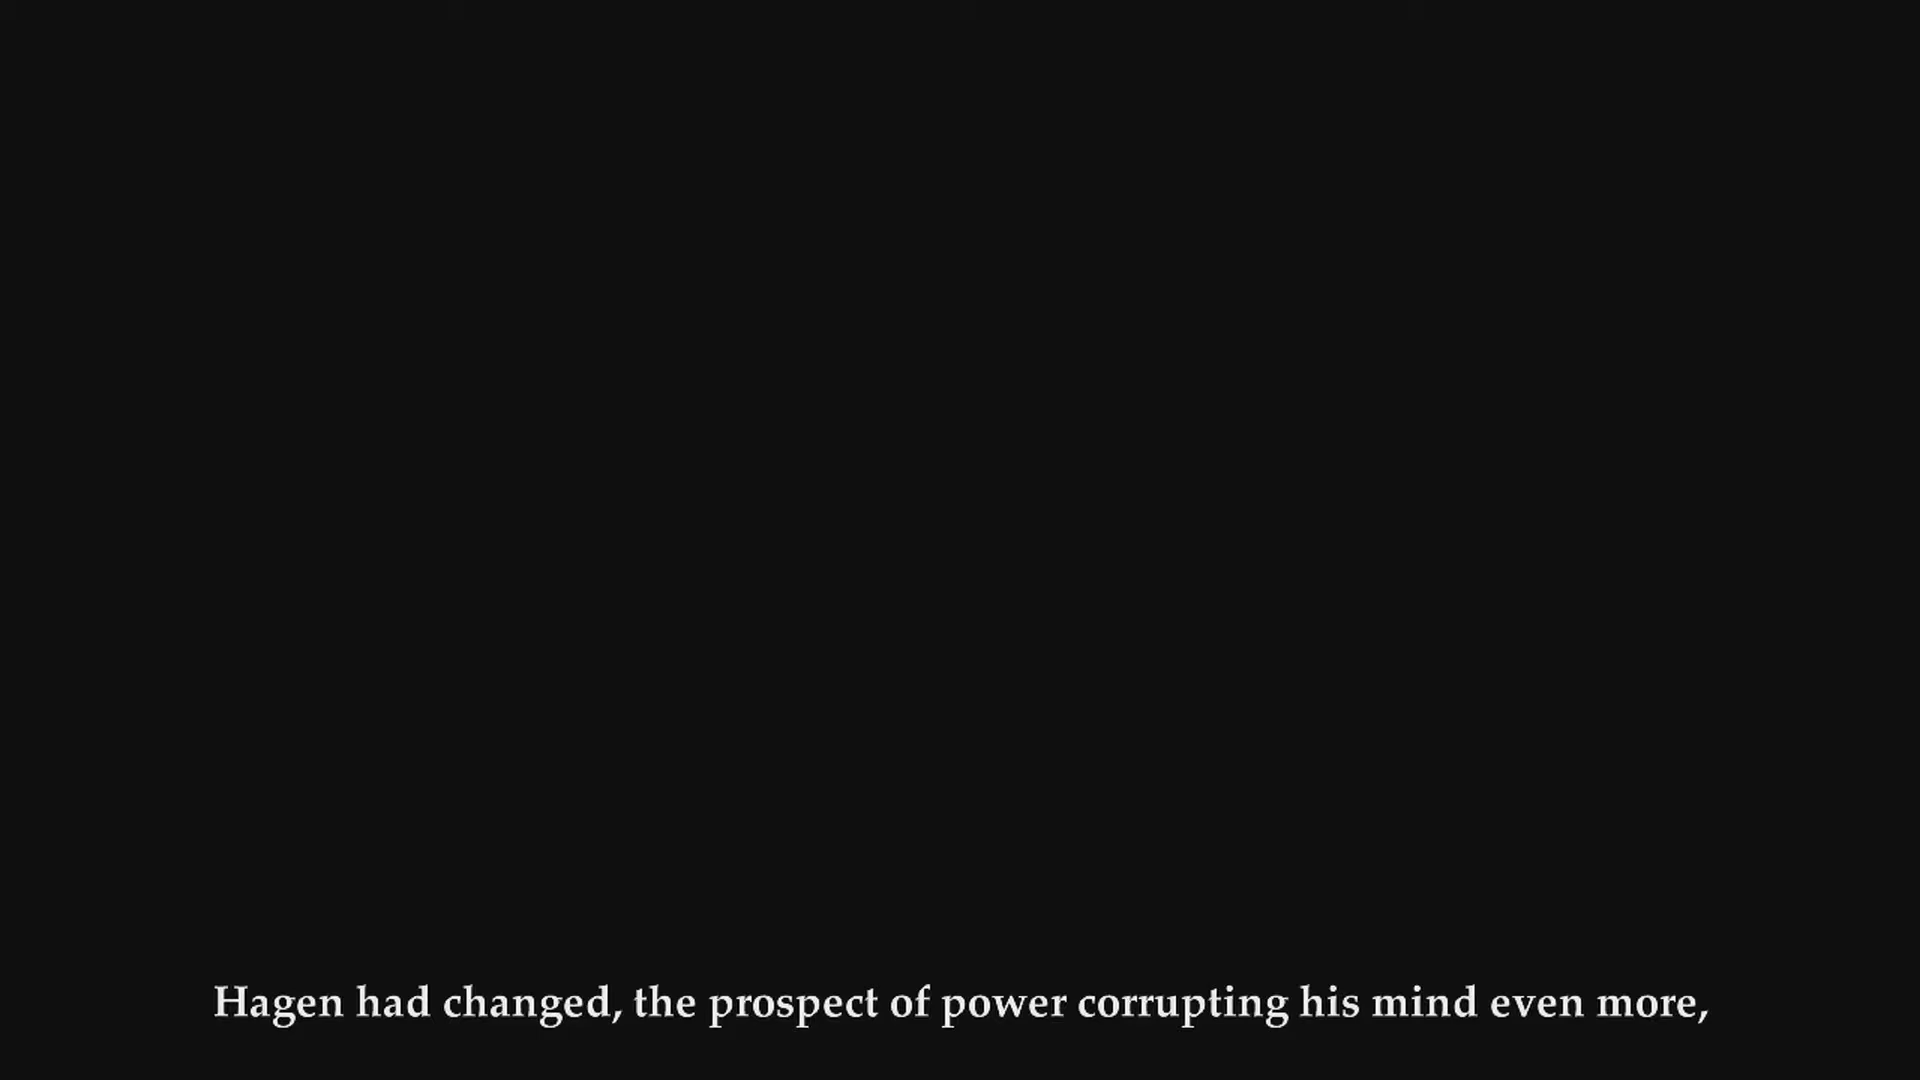 Hagen had changed, the prospect of power corrupting his mind even more,